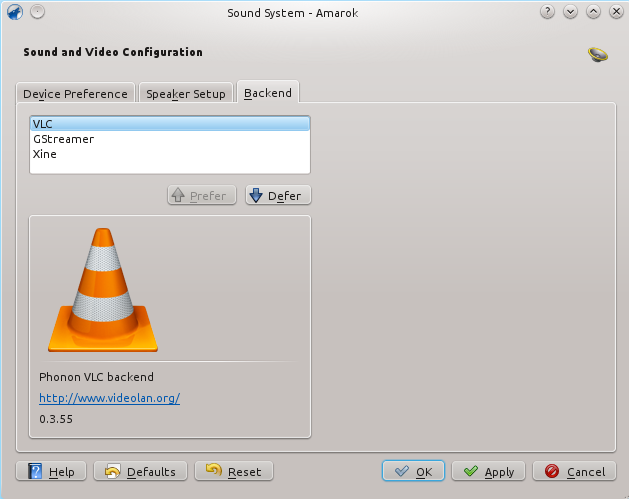 Sound System - Amarok
Sound and Video Configuration
Device Preference Speaker Setup Backend
VLC
GStreamer
Xine
Prefer Defer
Phonon VLC backend
http://www.videolan.org/
0.3.55
Help Defaults Reset OK Apply Cancel